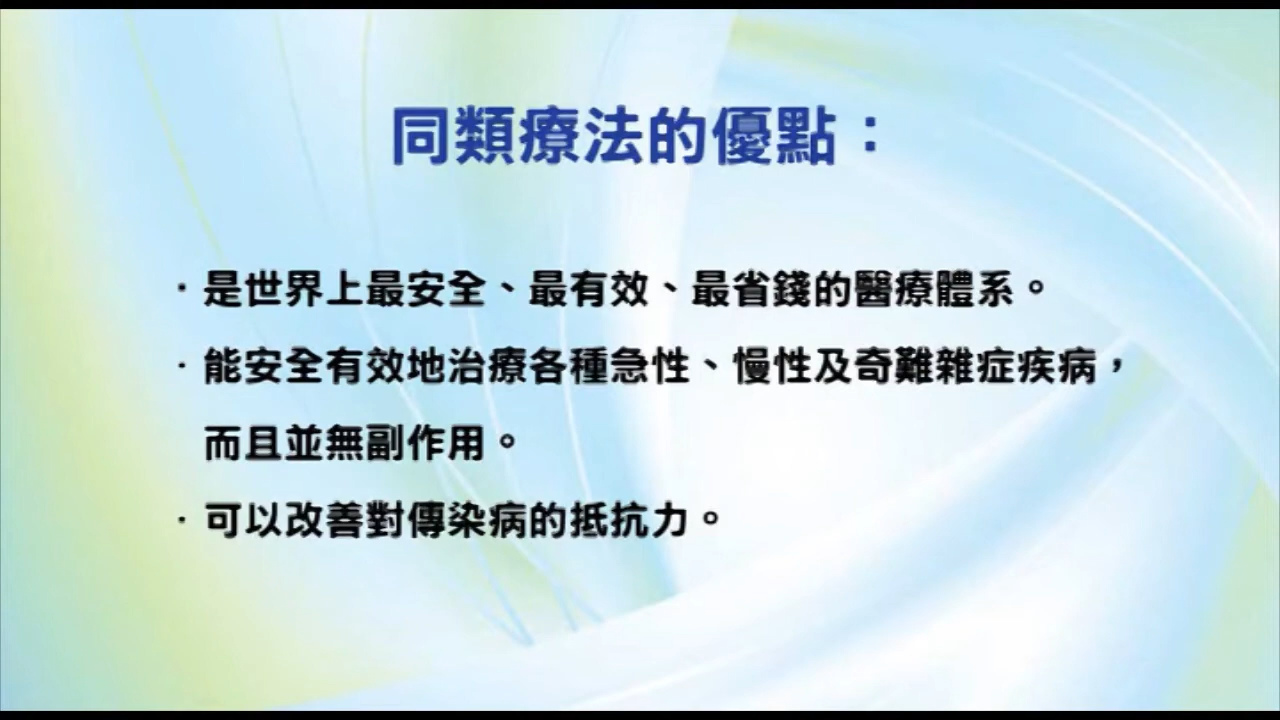 同類療法的優點：
·是世界上最安全、最有效、最省錢的醫療體系。
·能安全有效地治療各種急性、慢性及奇難雜症疾病，
而且並無副作用。
·可以改善對傳染病的抵抗力。